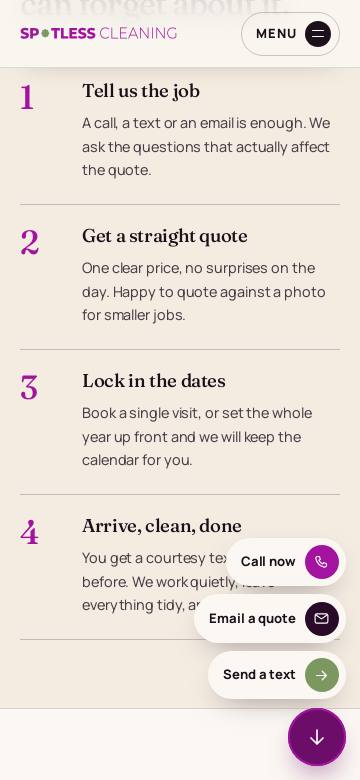 can forget about it.
SPOTLESS CLEANING
MENU
1
Tell us the job
A call, a text or an email is enough. We
ask the questions that actually affect
the quote.
2
Get a straight quote
One clear price, no surprises on the
day. Happy to quote against a photo
for smaller jobs.
3
Lock in the dates
Book a single visit, or set the whole
year up front and we will keep the
calendar for you.
4
Arrive, clean, done
You get a courtesy
before. We work quietly, leave
everything tidy,
Call now
Email a quote
Send a text